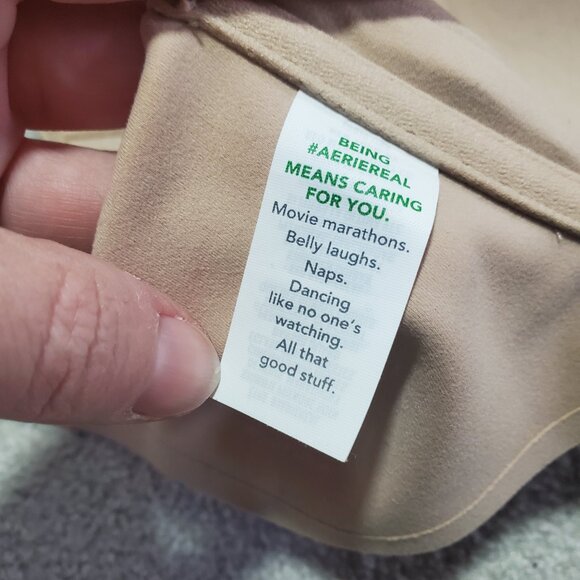 BEING
#AERIEREAL
MEANS CARING
FOR YOU.
Movie marathons.
Belly laughs.
Naps.
Dancing
like no one's
watching.
All that
good stuff.